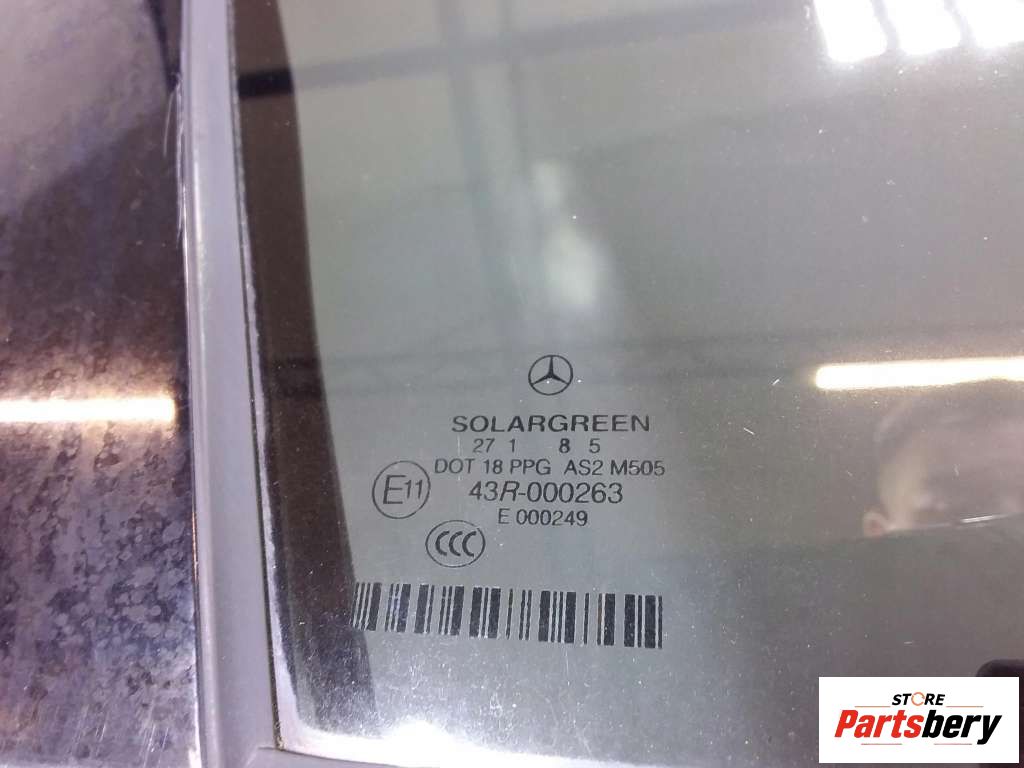 SOLARGREEN
27 1 8 5
DOT 18 PPG AS2 M505
E11 43R-000263
E 000249
CCC
STORE
Partsbery